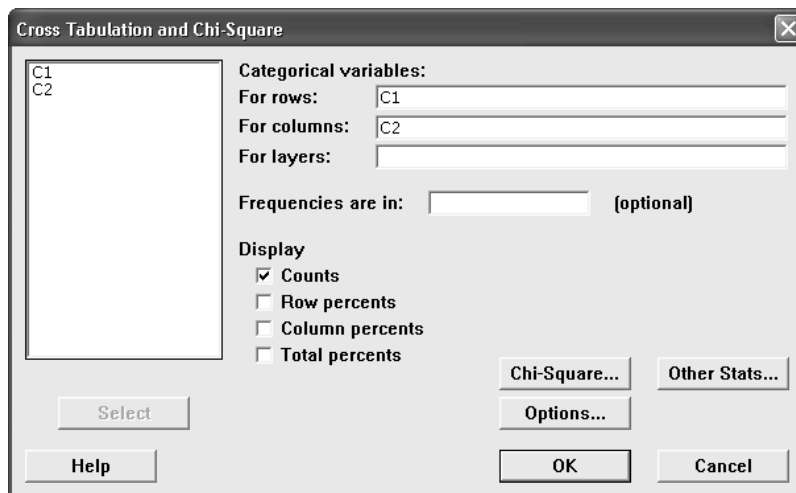 Cross Tabulation and Chi-Square
C1
C2
Categorical variables:
For rows: C1
For columns: C2
For layers:
Frequencies are in: (optional)
Display
Counts
Row percents
Column percents
Total percents
Chi-Square... Other Stats...
Select Options...
Help OK Cancel